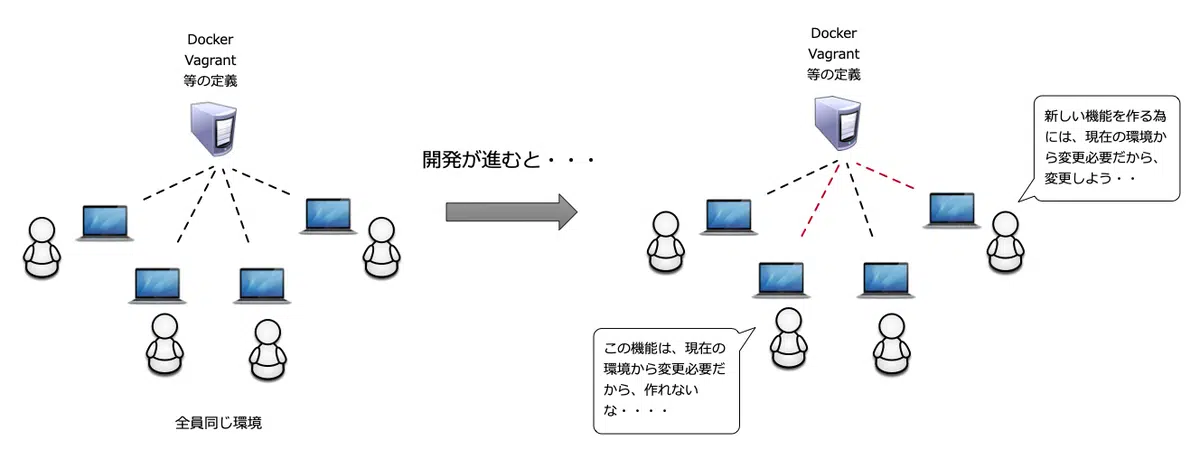 Docker
Vagrant
等の定義
全員同じ環境
開発が進むと・・・
Docker
Vagrant
等の定義
新しい機能を作る為
には、現在の環境か
ら変更必要だから、
変更しよう・・
この機能は、現在の
環境から変更必要だ
から、作れない
な・・・・